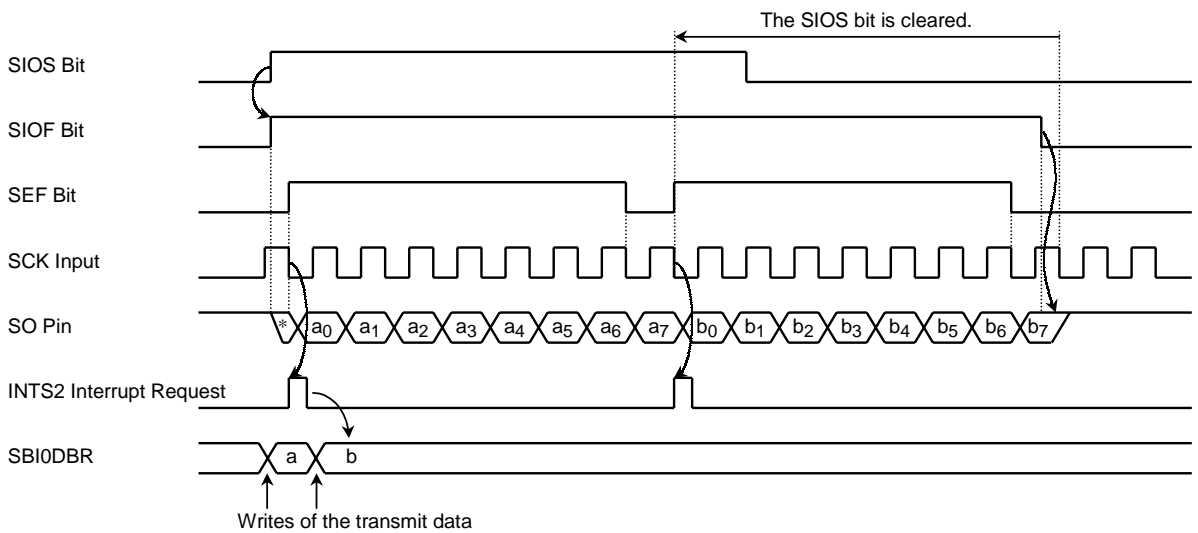 The SIOS bit is cleared.
SIOS Bit
SIOF Bit
SEF Bit
SCK Input
SO Pin
* a0 a1 a2 a3 a4 a5 a6 a7 b0 b1 b2 b3 b4 b5 b6 b7
INTS2 Interrupt Request
SBI0DBR
a b
Writes of the transmit data